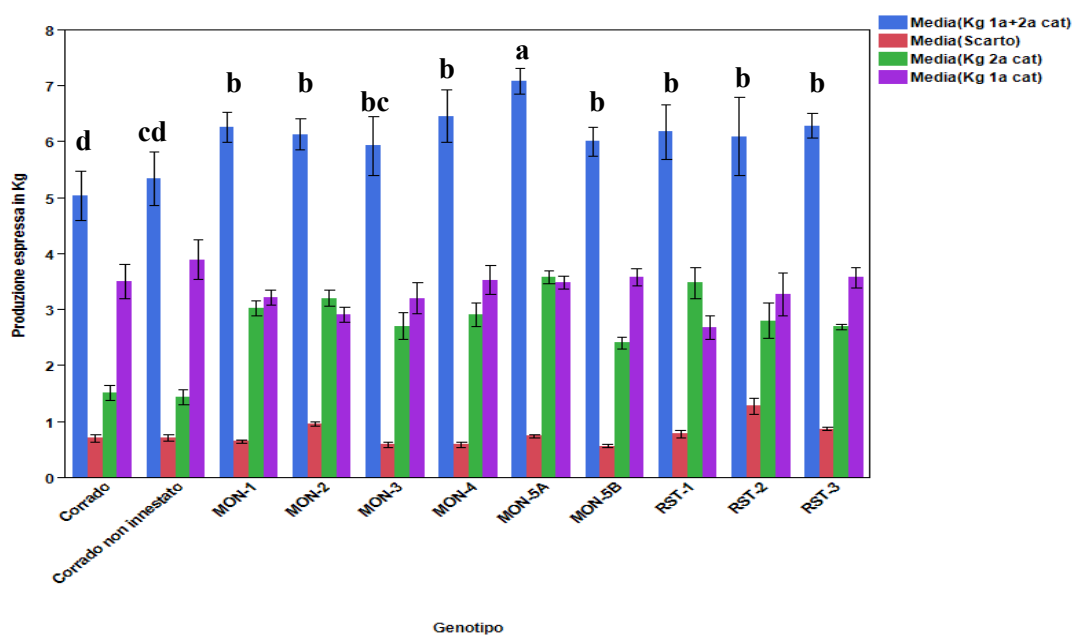 Media(Kg 1a+2a cat)
Media(Scarto)
Media(Kg 2a cat)
Media(Kg 1a cat)
Produzione espressa in Kg
8
7
6
5
4
3
2
1
0
d
cd
b
b
bc
b
a
b
b
b
b
Corrado
Corrado non innestato
MON-1
MON-2
MON-3
MON-4
MON-5A
MON-5B
RST-1
RST-2
RST-3
Genotipo